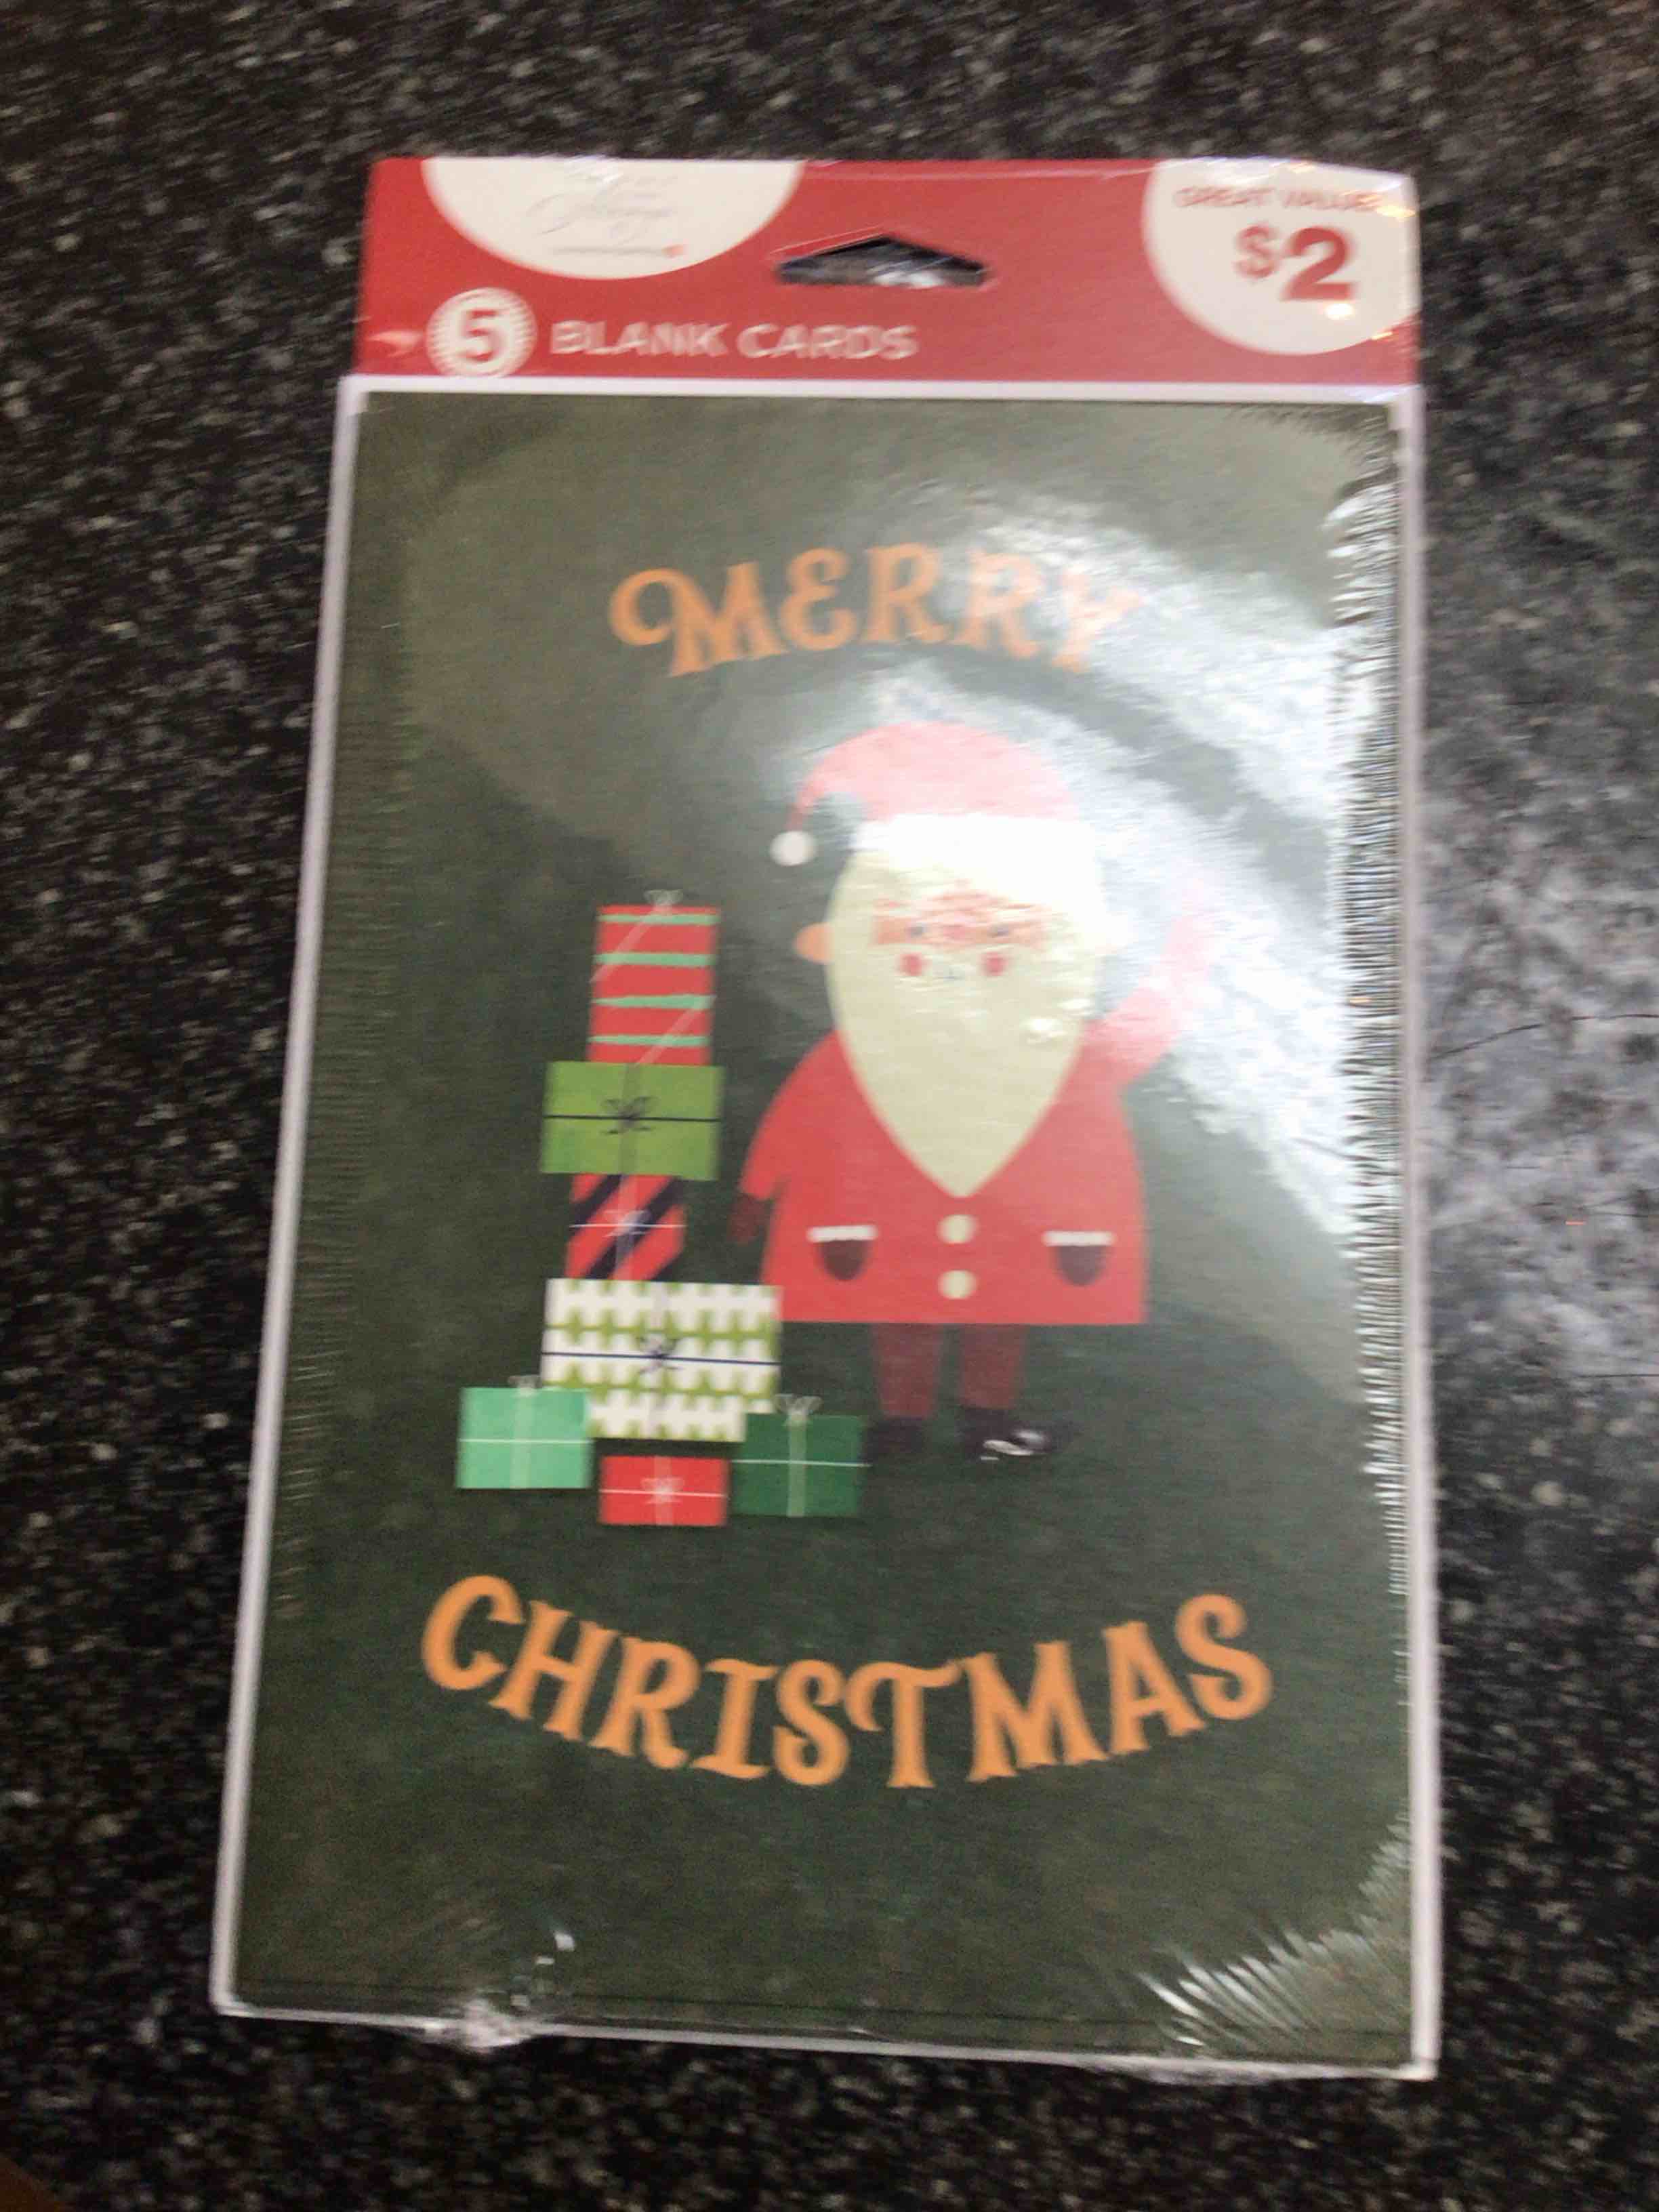 GREAT VALUE
$2
5 BLANK CARDS
MERRY
CHRISTMAS